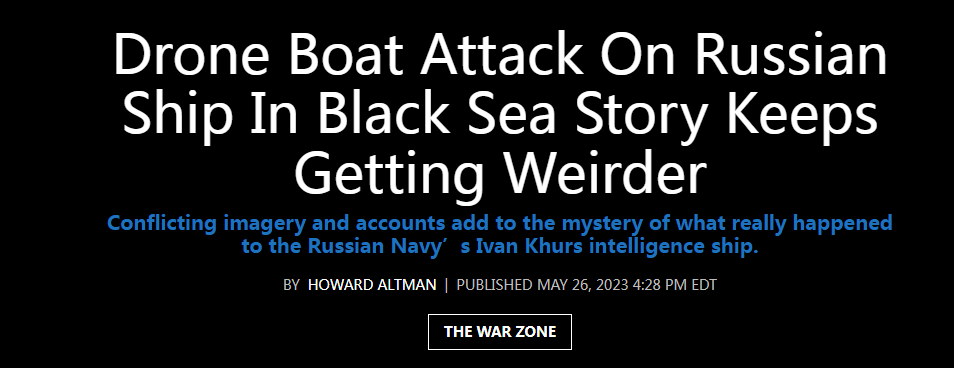 Drone Boat Attack On Russian
Ship In Black Sea Story Keeps
Getting Weirder
Conflicting imagery and accounts add to the mystery of what really happened
to the Russian Navy’s Ivan Khurs intelligence ship.
BY HOWARD ALTMAN | PUBLISHED MAY 26, 2023 4:28 PM EDT
THE WAR ZONE